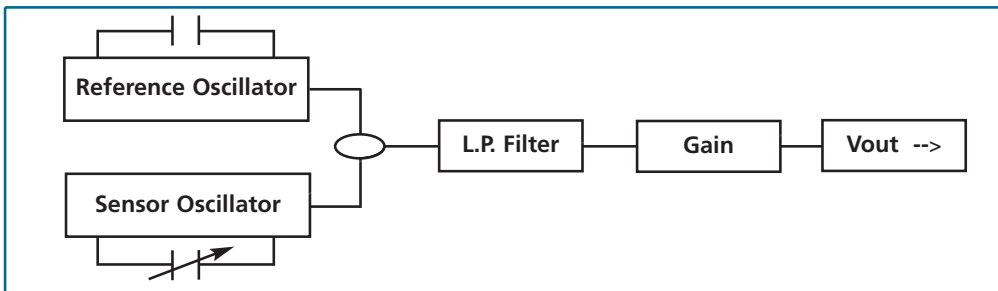 Reference Oscillator
L.P. Filter
Gain
Vout -->
Sensor Oscillator